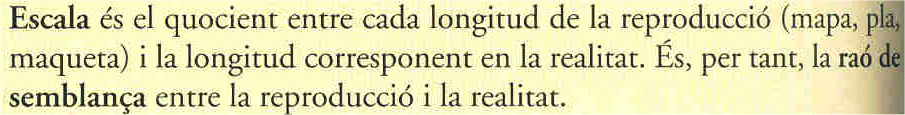 Escala és el quocient entre cada longitud de la reproducció (mapa, pla,
maqueta) i la longitud corresponent en la realitat. És, per tant, la raó de
semblança entre la reproducció i la realitat.